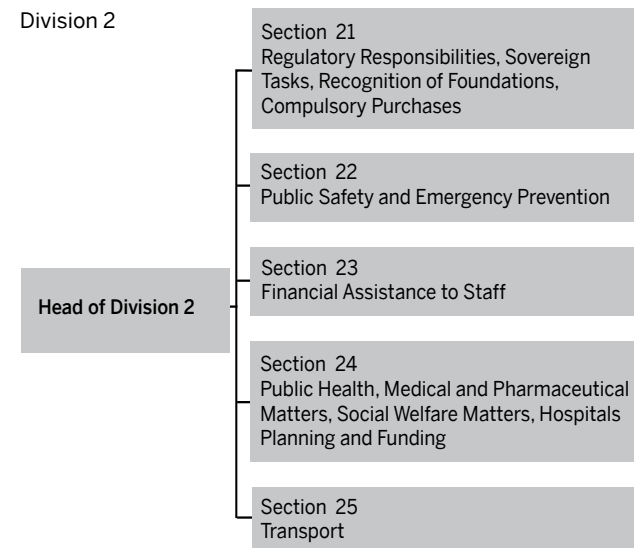 Division 2
Section 21
Regulatory Responsibilities, Sovereign
Tasks, Recognition of Foundations,
Compulsory Purchases
Section 22
Public Safety and Emergency Prevention
Section 23
Financial Assistance to Staff
Head of Division 2
Section 24
Public Health, Medical and Pharmaceutical
Matters, Social Welfare Matters, Hospitals
Planning and Funding
Section 25
Transport